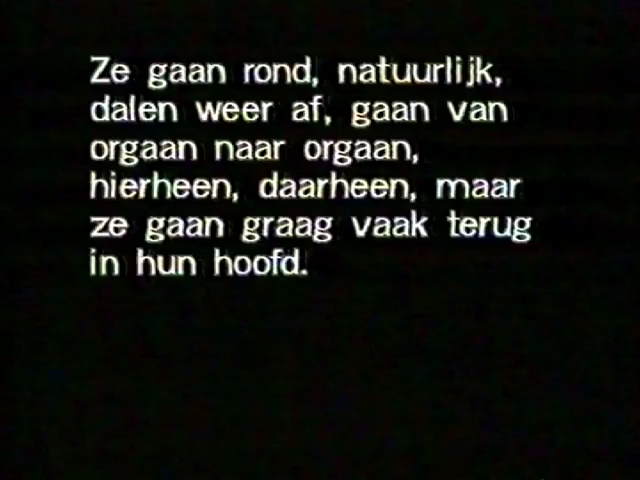 Ze gaan rond, natuurlijk,
dalen weer af, gaan van
orgaan naar orgaan,
hierheen, daarheen, maar
ze gaan graag vaak terug
in hun hoofd.